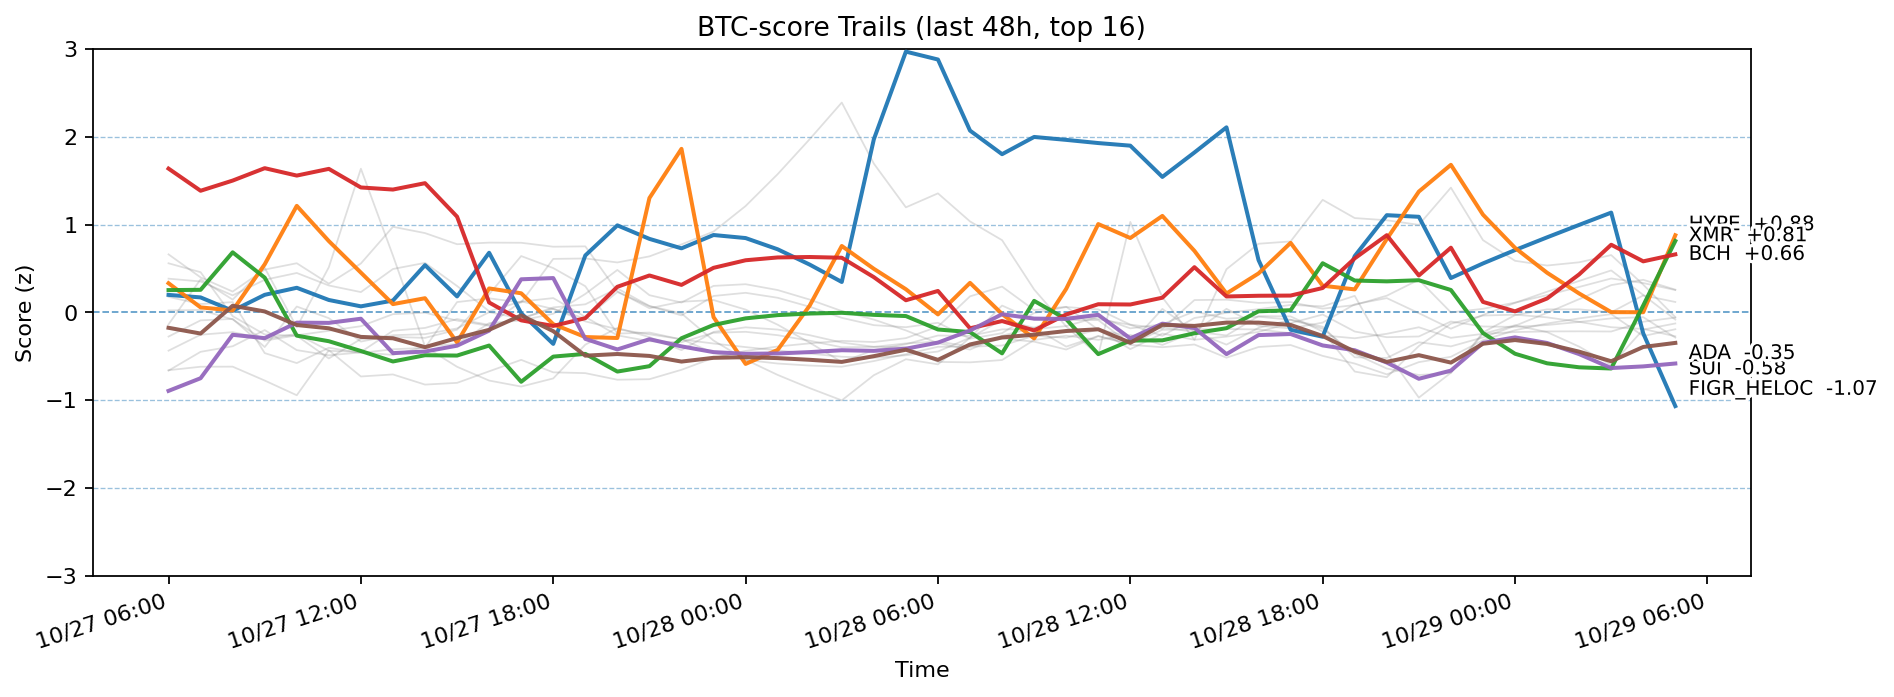 BTC-score Trails (last 48h, top 16)
Score (z)
3
2
1
0
−1
−2
−3
HYPE +0.88
XMR +0.81
BCH +0.66
ADA -0.35
SUI -0.58
FIGR_HELOC -1.07
10/27 06:00
10/27 12:00
10/27 18:00
10/28 00:00
10/28 06:00
10/28 12:00
10/28 18:00
10/29 00:00
10/29 06:00
Time